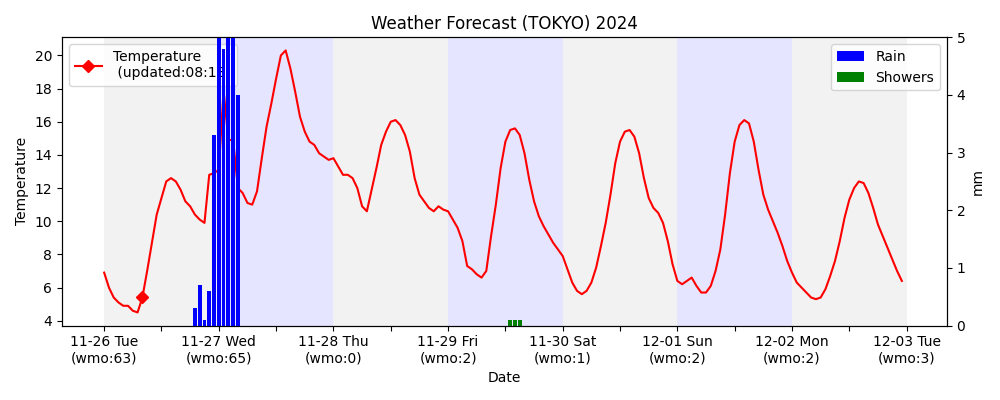 Weather Forecast (TOKYO) 2024
Temperature
(updated:08:1
Rain
Showers
20
18
16
14
12
10
8
6
4
Temperature
5
4
3
2
1
0
mm
11-26 Tue
(wmo:63)
11-27 Wed
(wmo:65)
11-28 Thu
(wmo:0)
11-29 Fri
(wmo:2)
11-30 Sat
(wmo:1)
12-01 Sun
(wmo:2)
12-02 Mon
(wmo:2)
12-03 Tue
(wmo:3)
Date